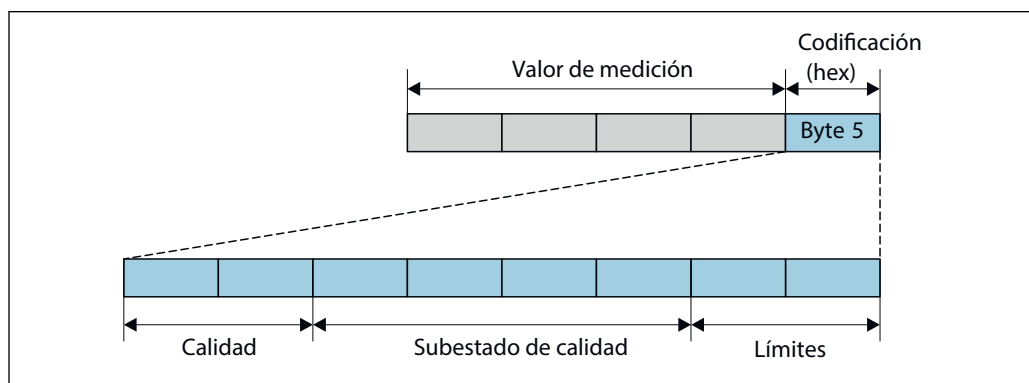 Codificación
Valor de medición
(hex)
Byte 5
Calidad
Subestado de calidad
Límites